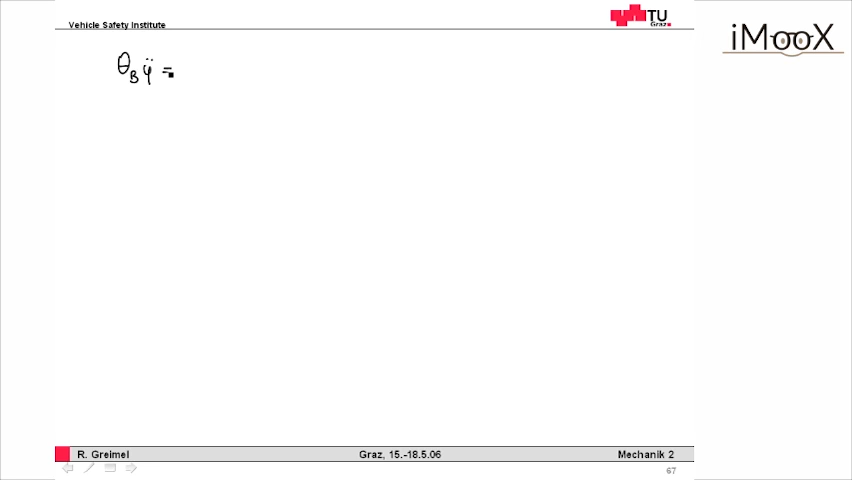 Vehicle Safety Institute
TU
Graz
iMooX
θ_B φ̈ =
R. Greimel
Graz, 15.-18.5.06
Mechanik 2
67